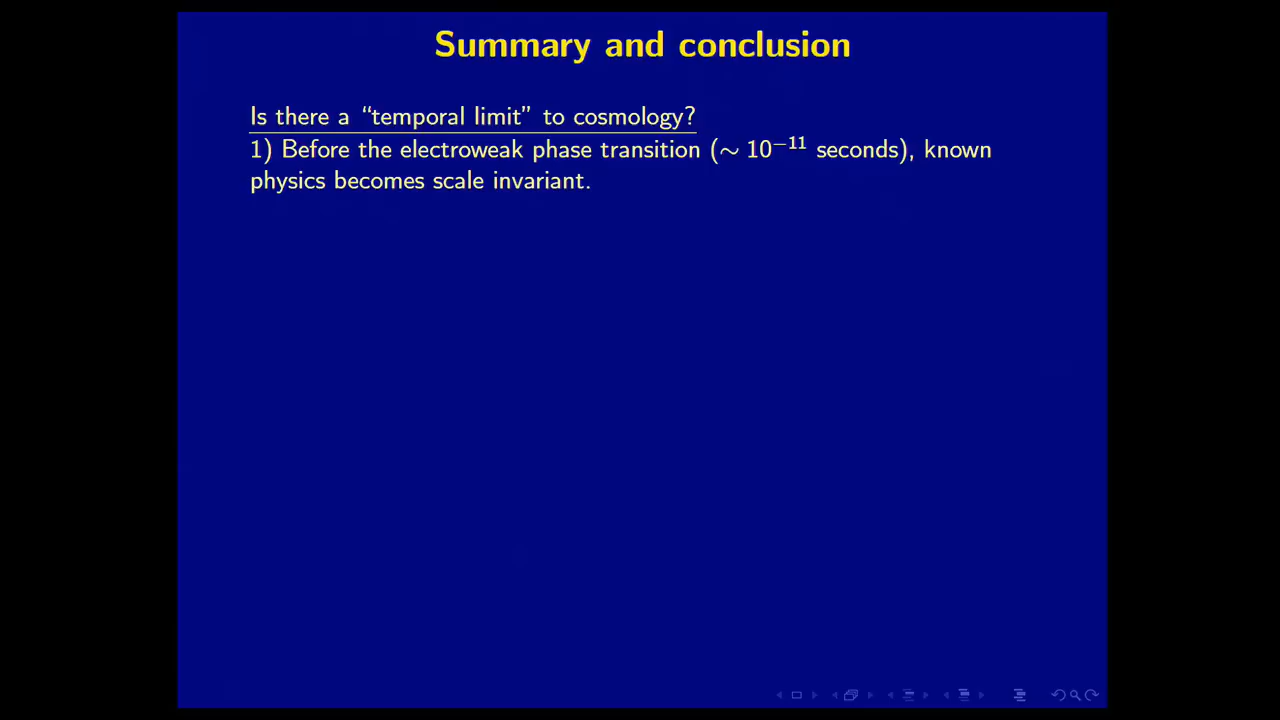 Summary and conclusion
Is there a “temporal limit” to cosmology?
1) Before the electroweak phase transition (∼ 10⁻¹¹ seconds), known
physics becomes scale invariant.